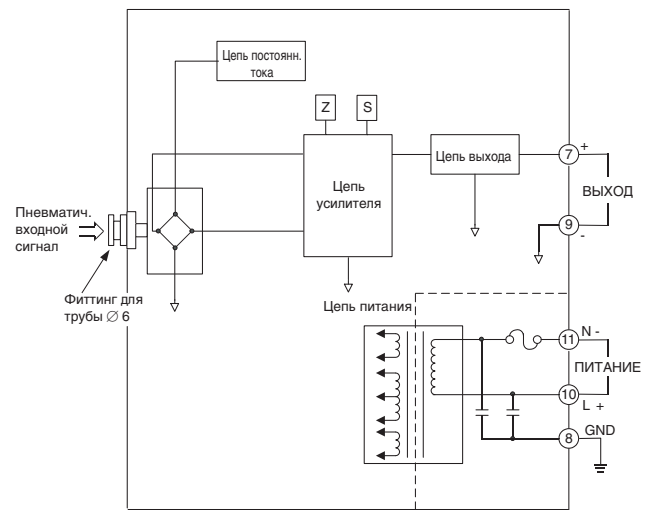 Цепь постоянн.
тока
Z
S
Цепь
усилителя
Цепь выхода
7
+
ВЫХОД
9
-
Пневматич.
входной
сигнал
Фиттинг для
трубы ∅ 6
Цепь питания
11
N -
ПИТАНИЕ
10
L +
8
GND